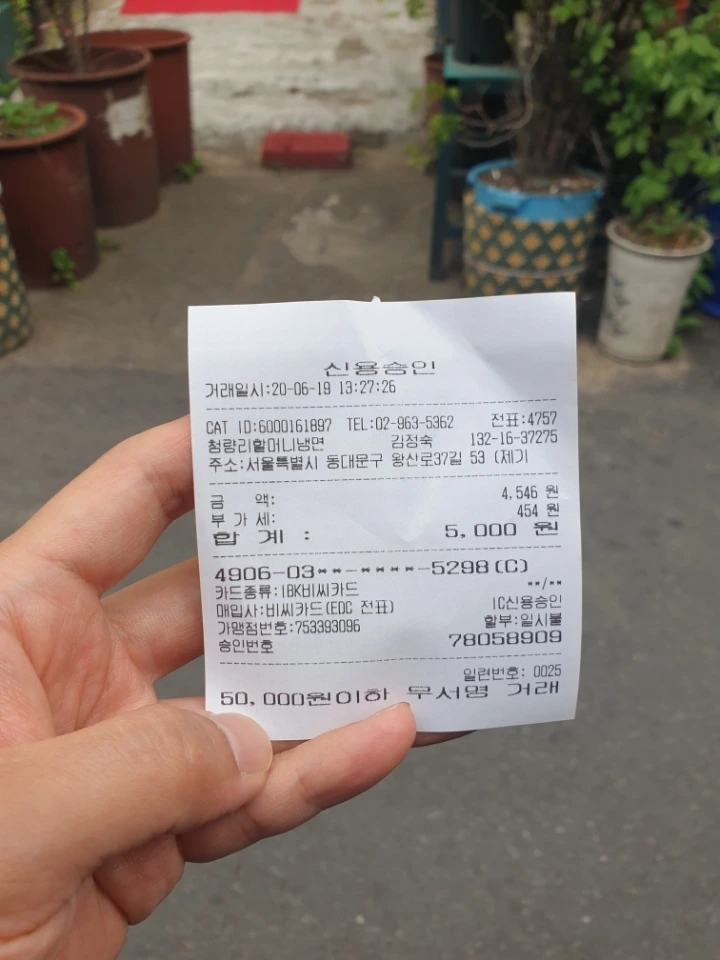 신용승인
거래일시:20-06-19 13:27:26
CAT ID:6000161897 TEL:02-963-5362 전표:4757
청량리할머니냉면 김정숙 132-16-37275
주소:서울특별시 동대문구 왕산로37길 53 (제기
금 액: 4,546 원
부 가 세: 454 원
합 계 : 5,000 원
4906-03**-****-5298(C)
**/**
카드종류:IBK비씨카드 IC신용승인
매입사:비씨카드(EDC 전표) 할부:일시불
가맹점번호:753393096
승인번호 78058909
일련번호: 0025
50,000원이하 무서명 거래